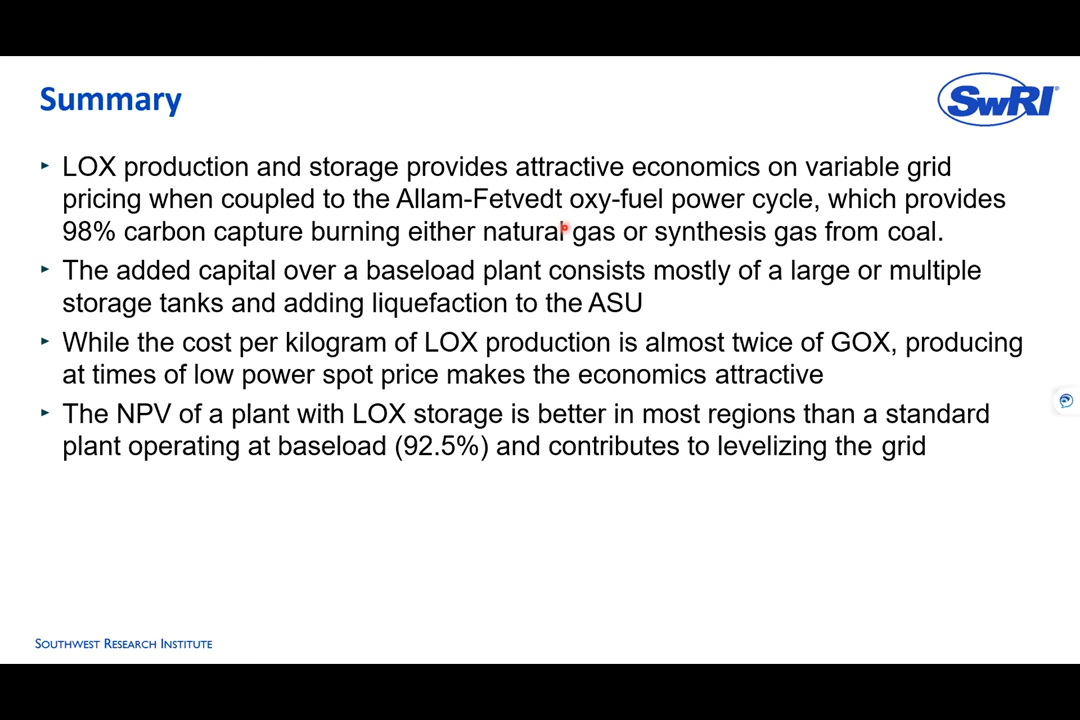 Summary
SwRI®
LOX production and storage provides attractive economics on variable grid
pricing when coupled to the Allam-Fetvedt oxy-fuel power cycle, which provides
98% carbon capture burning either natural gas or synthesis gas from coal.
The added capital over a baseload plant consists mostly of a large or multiple
storage tanks and adding liquefaction to the ASU
While the cost per kilogram of LOX production is almost twice of GOX, producing
at times of low power spot price makes the economics attractive
The NPV of a plant with LOX storage is better in most regions than a standard
plant operating at baseload (92.5%) and contributes to levelizing the grid
SOUTHWEST RESEARCH INSTITUTE